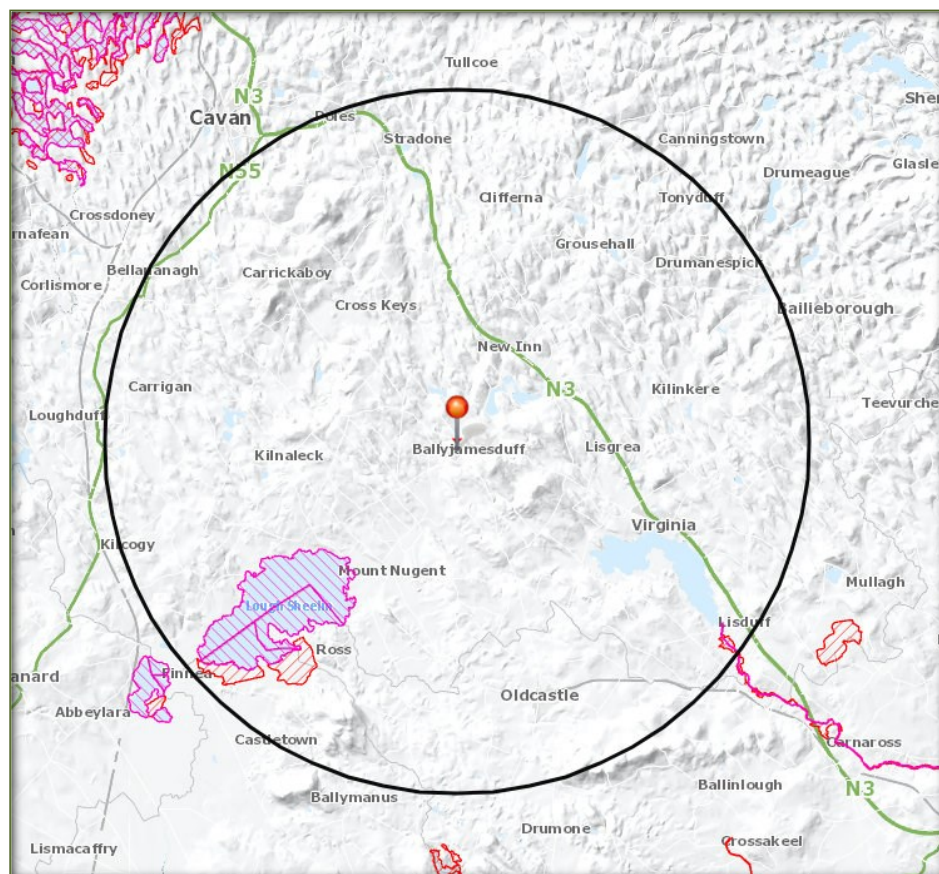 Tullcoe
N3
Cavan
Poles
Stradone
Canningstown
N55
Drumeague
Clifferna
Tonyduff
Crossdoney
Grousehall
Bellananagh
Carrickaboy
Drumanespick
Corlismore
Cross Keys
Bailieborough
New Inn
Carrigan
N3
Kilinkere
Loughduff
Ballyjamesduff
Lisgrea
Kilnaleck
Virginia
Kilcogy
Mount Nugent
Mullagh
Lough Sheelin
Lisduff
Ross
Finnea
anard
Oldcastle
Abbeylara
Castletown
Carnaross
Ballinlough
N3
Ballymanus
Drumone
Crossakeel
Lismacaffry
She
Glasle
rnafean
Teevurche